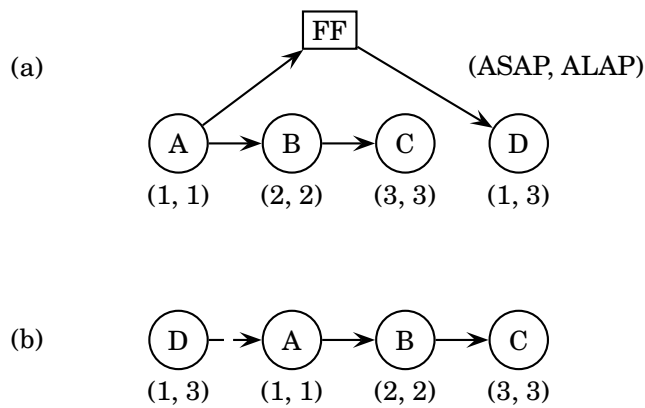 FF
(a) (ASAP, ALAP)
A B C D
(1, 1) (2, 2) (3, 3) (1, 3)
(b) D A B C
(1, 3) (1, 1) (2, 2) (3, 3)